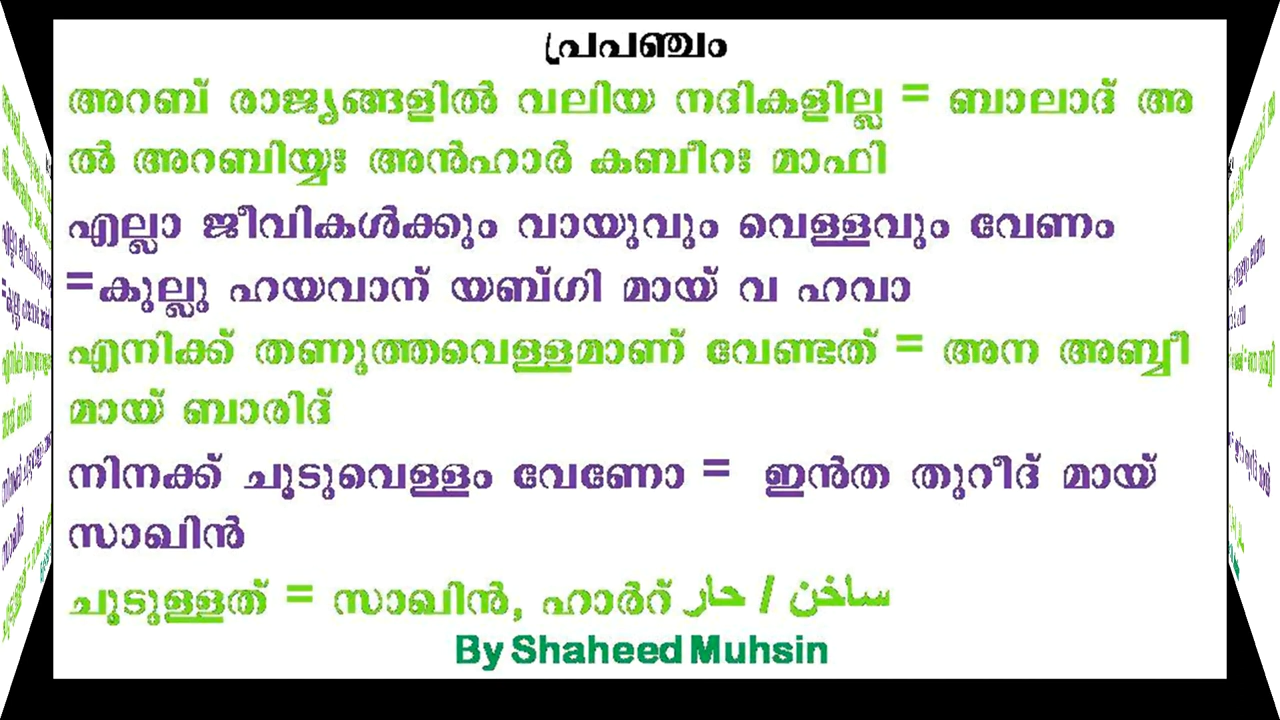 പ്രപഞ്ചം
അറബ് രാജ്യങ്ങളിൽ വലിയ നദികളില്ല = ബാലാദ് അ
ൽ അറബിയ്യഃ അൻഹാർ കബീറഃ മാഫി
എല്ലാ ജീവികൾക്കും വായുവും വെള്ളവും വേണം
=കുല്ലു ഹയവാന് യബ്ഗി മായ് വ ഹവാ
എനിക്ക് തണുത്തവെള്ളമാണ് വേണ്ടത് = അന അബ്ബീ
മായ് ബാരിദ്
നിനക്ക് ചൂടുവെള്ളം വേണോ = ഇൻത തുറീദ് മായ്
സാഖിൻ
ചൂടുള്ളത് = സാഖിൻ, ഹാർറ് ساخن / حار
By Shaheed Muhsin